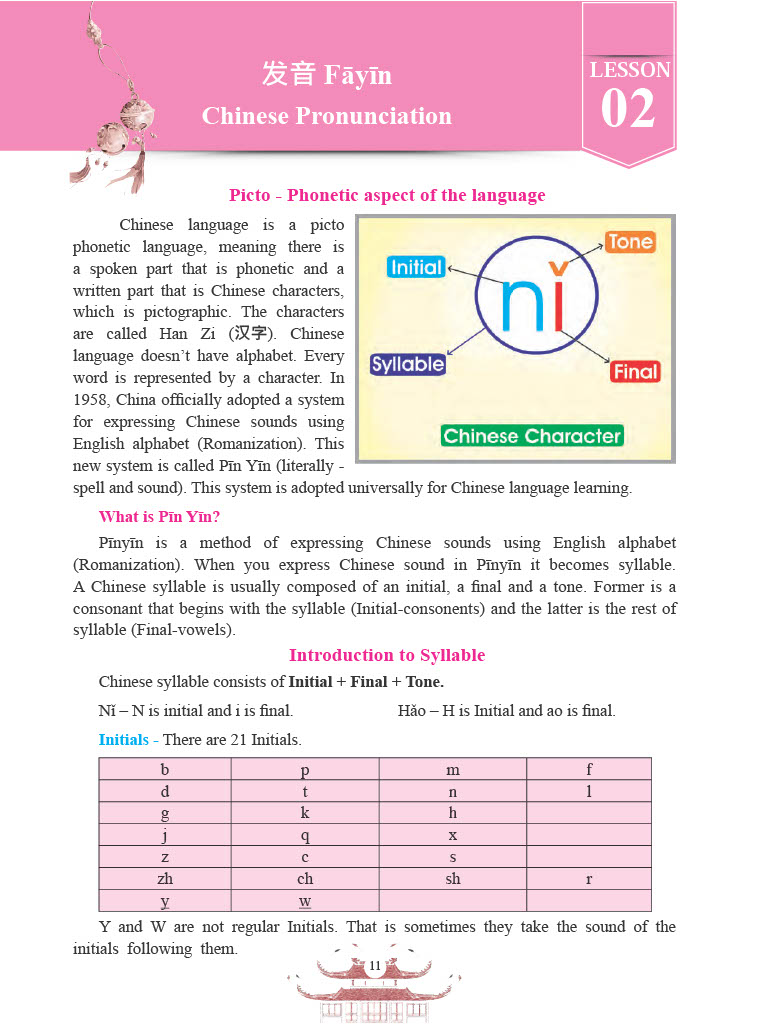 发音 Fāyīn
Chinese Pronunciation
LESSON
02
Picto - Phonetic aspect of the language
Chinese language is a picto
phonetic language, meaning there is
a spoken part that is phonetic and a
written part that is Chinese characters,
which is pictographic. The characters
are called Han Zi (汉字). Chinese
language doesn’t have alphabet. Every
word is represented by a character. In
1958, China officially adopted a system
for expressing Chinese sounds using
English alphabet (Romanization). This
new system is called Pīn Yīn (literally -
spell and sound). This system is adopted universally for Chinese language learning.
Tone
Initial
nǐ
Syllable
Final
Chinese Character
What is Pīn Yīn?
Pīnyīn is a method of expressing Chinese sounds using English alphabet
(Romanization). When you express Chinese sound in Pīnyīn it becomes syllable.
A Chinese syllable is usually composed of an initial, a final and a tone. Former is a
consonant that begins with the syllable (Initial-consonents) and the latter is the rest of
syllable (Final-vowels).
Introduction to Syllable
Chinese syllable consists of Initial + Final + Tone.
Nǐ – N is initial and i is final. Hǎo – H is Initial and ao is final.
Initials - There are 21 Initials.
b p m f
d t n l
g k h
j q x
z c s
zh ch sh r
y w
Y and W are not regular Initials. That is sometimes they take the sound of the
initials following them.
11